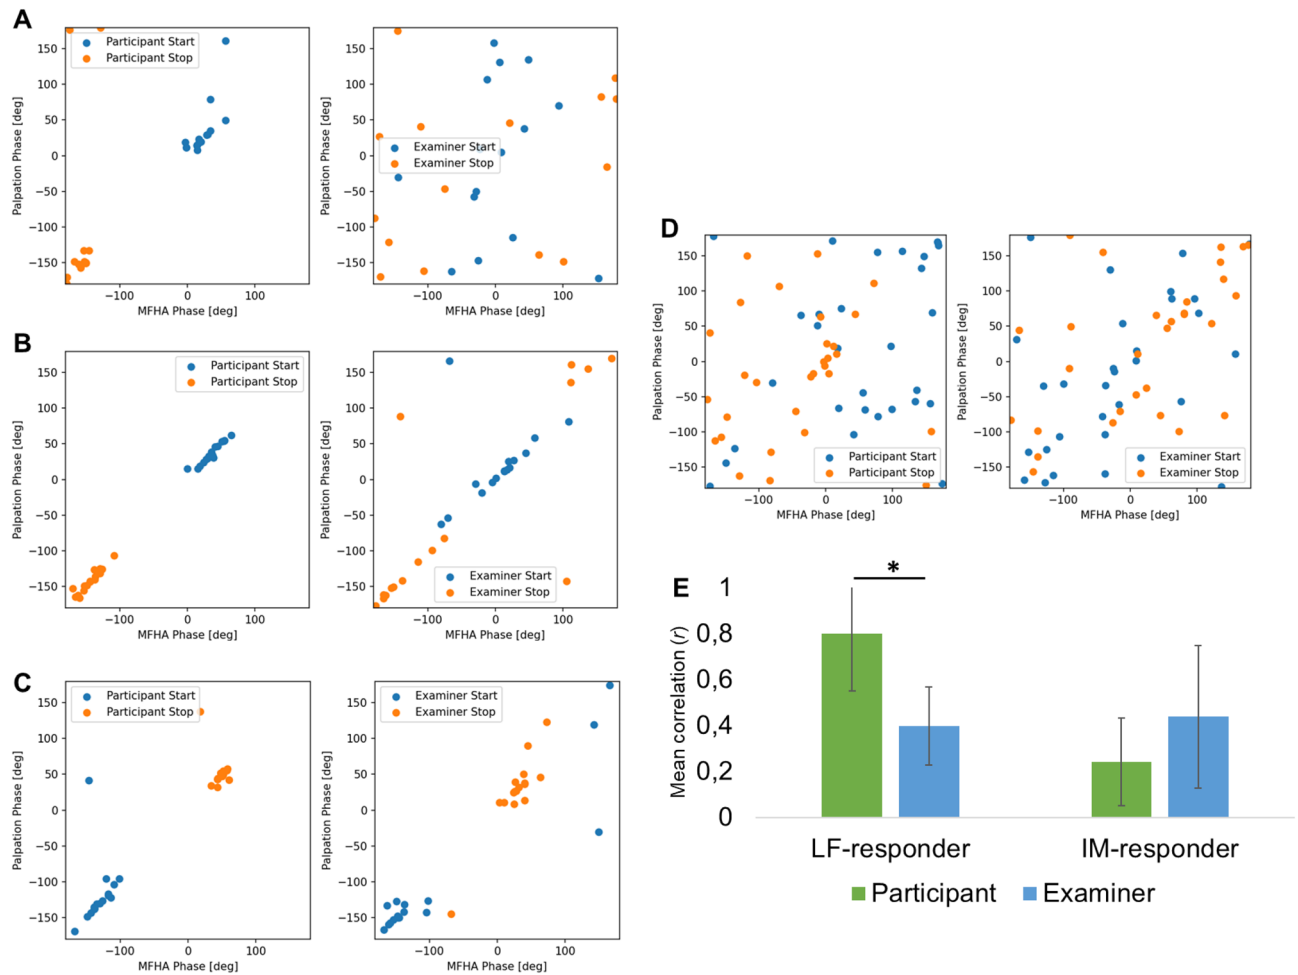 A
Palpation Phase [deg]
150
100
50
0
−50
−100
−150
Participant Start
Participant Stop
−100 0 100
MFHA Phase [deg]
Palpation Phase [deg]
150
100
50
0
−50
−100
−150
Examiner Start
Examiner Stop
−100 0 100
MFHA Phase [deg]
B
Palpation Phase [deg]
150
100
50
0
−50
−100
−150
Participant Start
Participant Stop
−100 0 100
MFHA Phase [deg]
Palpation Phase [deg]
150
100
50
0
−50
−100
−150
Examiner Start
Examiner Stop
−100 0 100
MFHA Phase [deg]
C
Palpation Phase [deg]
150
100
50
0
−50
−100
−150
Participant Start
Participant Stop
−100 0 100
MFHA Phase [deg]
Palpation Phase [deg]
150
100
50
0
−50
−100
−150
Examiner Start
Examiner Stop
−100 0 100
MFHA Phase [deg]
D
Palpation Phase [deg]
150
100
50
0
−50
−100
−150
Participant Start
Participant Stop
−100 0 100
MFHA Phase [deg]
Palpation Phase [deg]
150
100
50
0
−50
−100
−150
Examiner Start
Examiner Stop
−100 0 100
MFHA Phase [deg]
E
Mean correlation (r)
1
0,8
0,6
0,4
0,2
0
*
LF-responder IM-responder
Participant Examiner